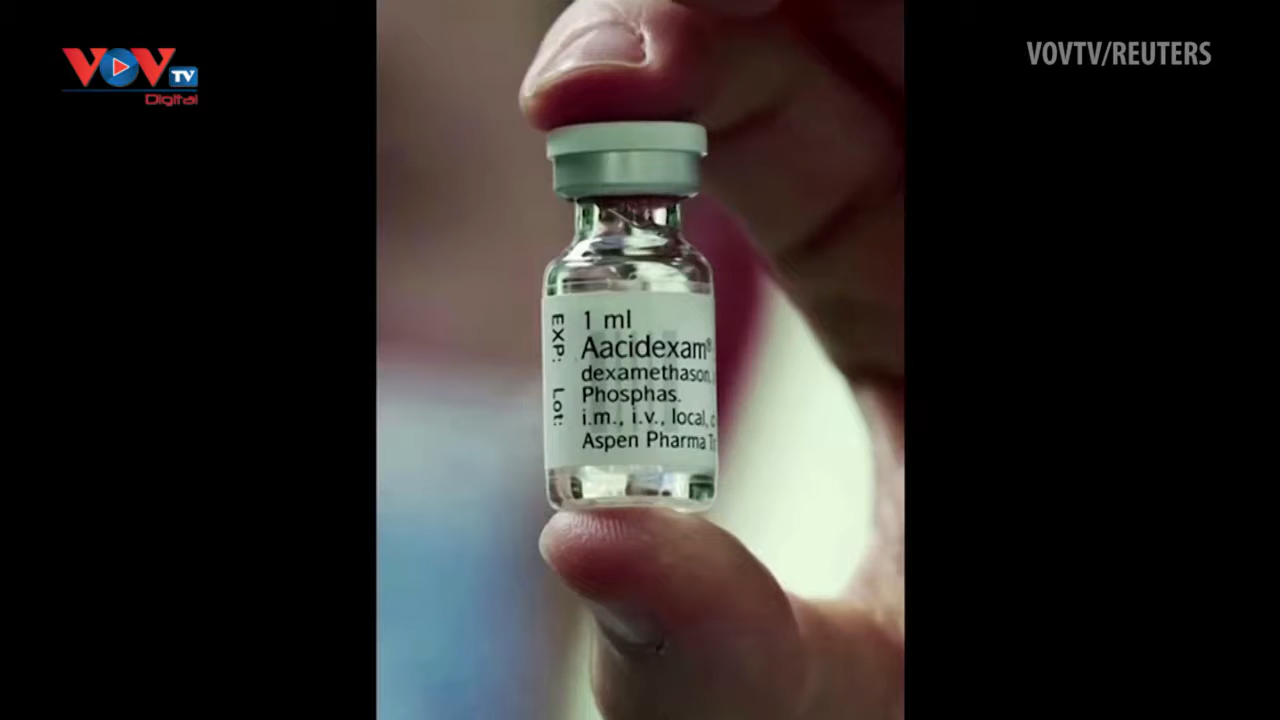 VOV TV
Digital
VOVTV/REUTERS
EXP:
Lot:
1 ml
Aacidexam®
dexamethason.
Phosphas.
i.m., i.v., local,
Aspen Pharma